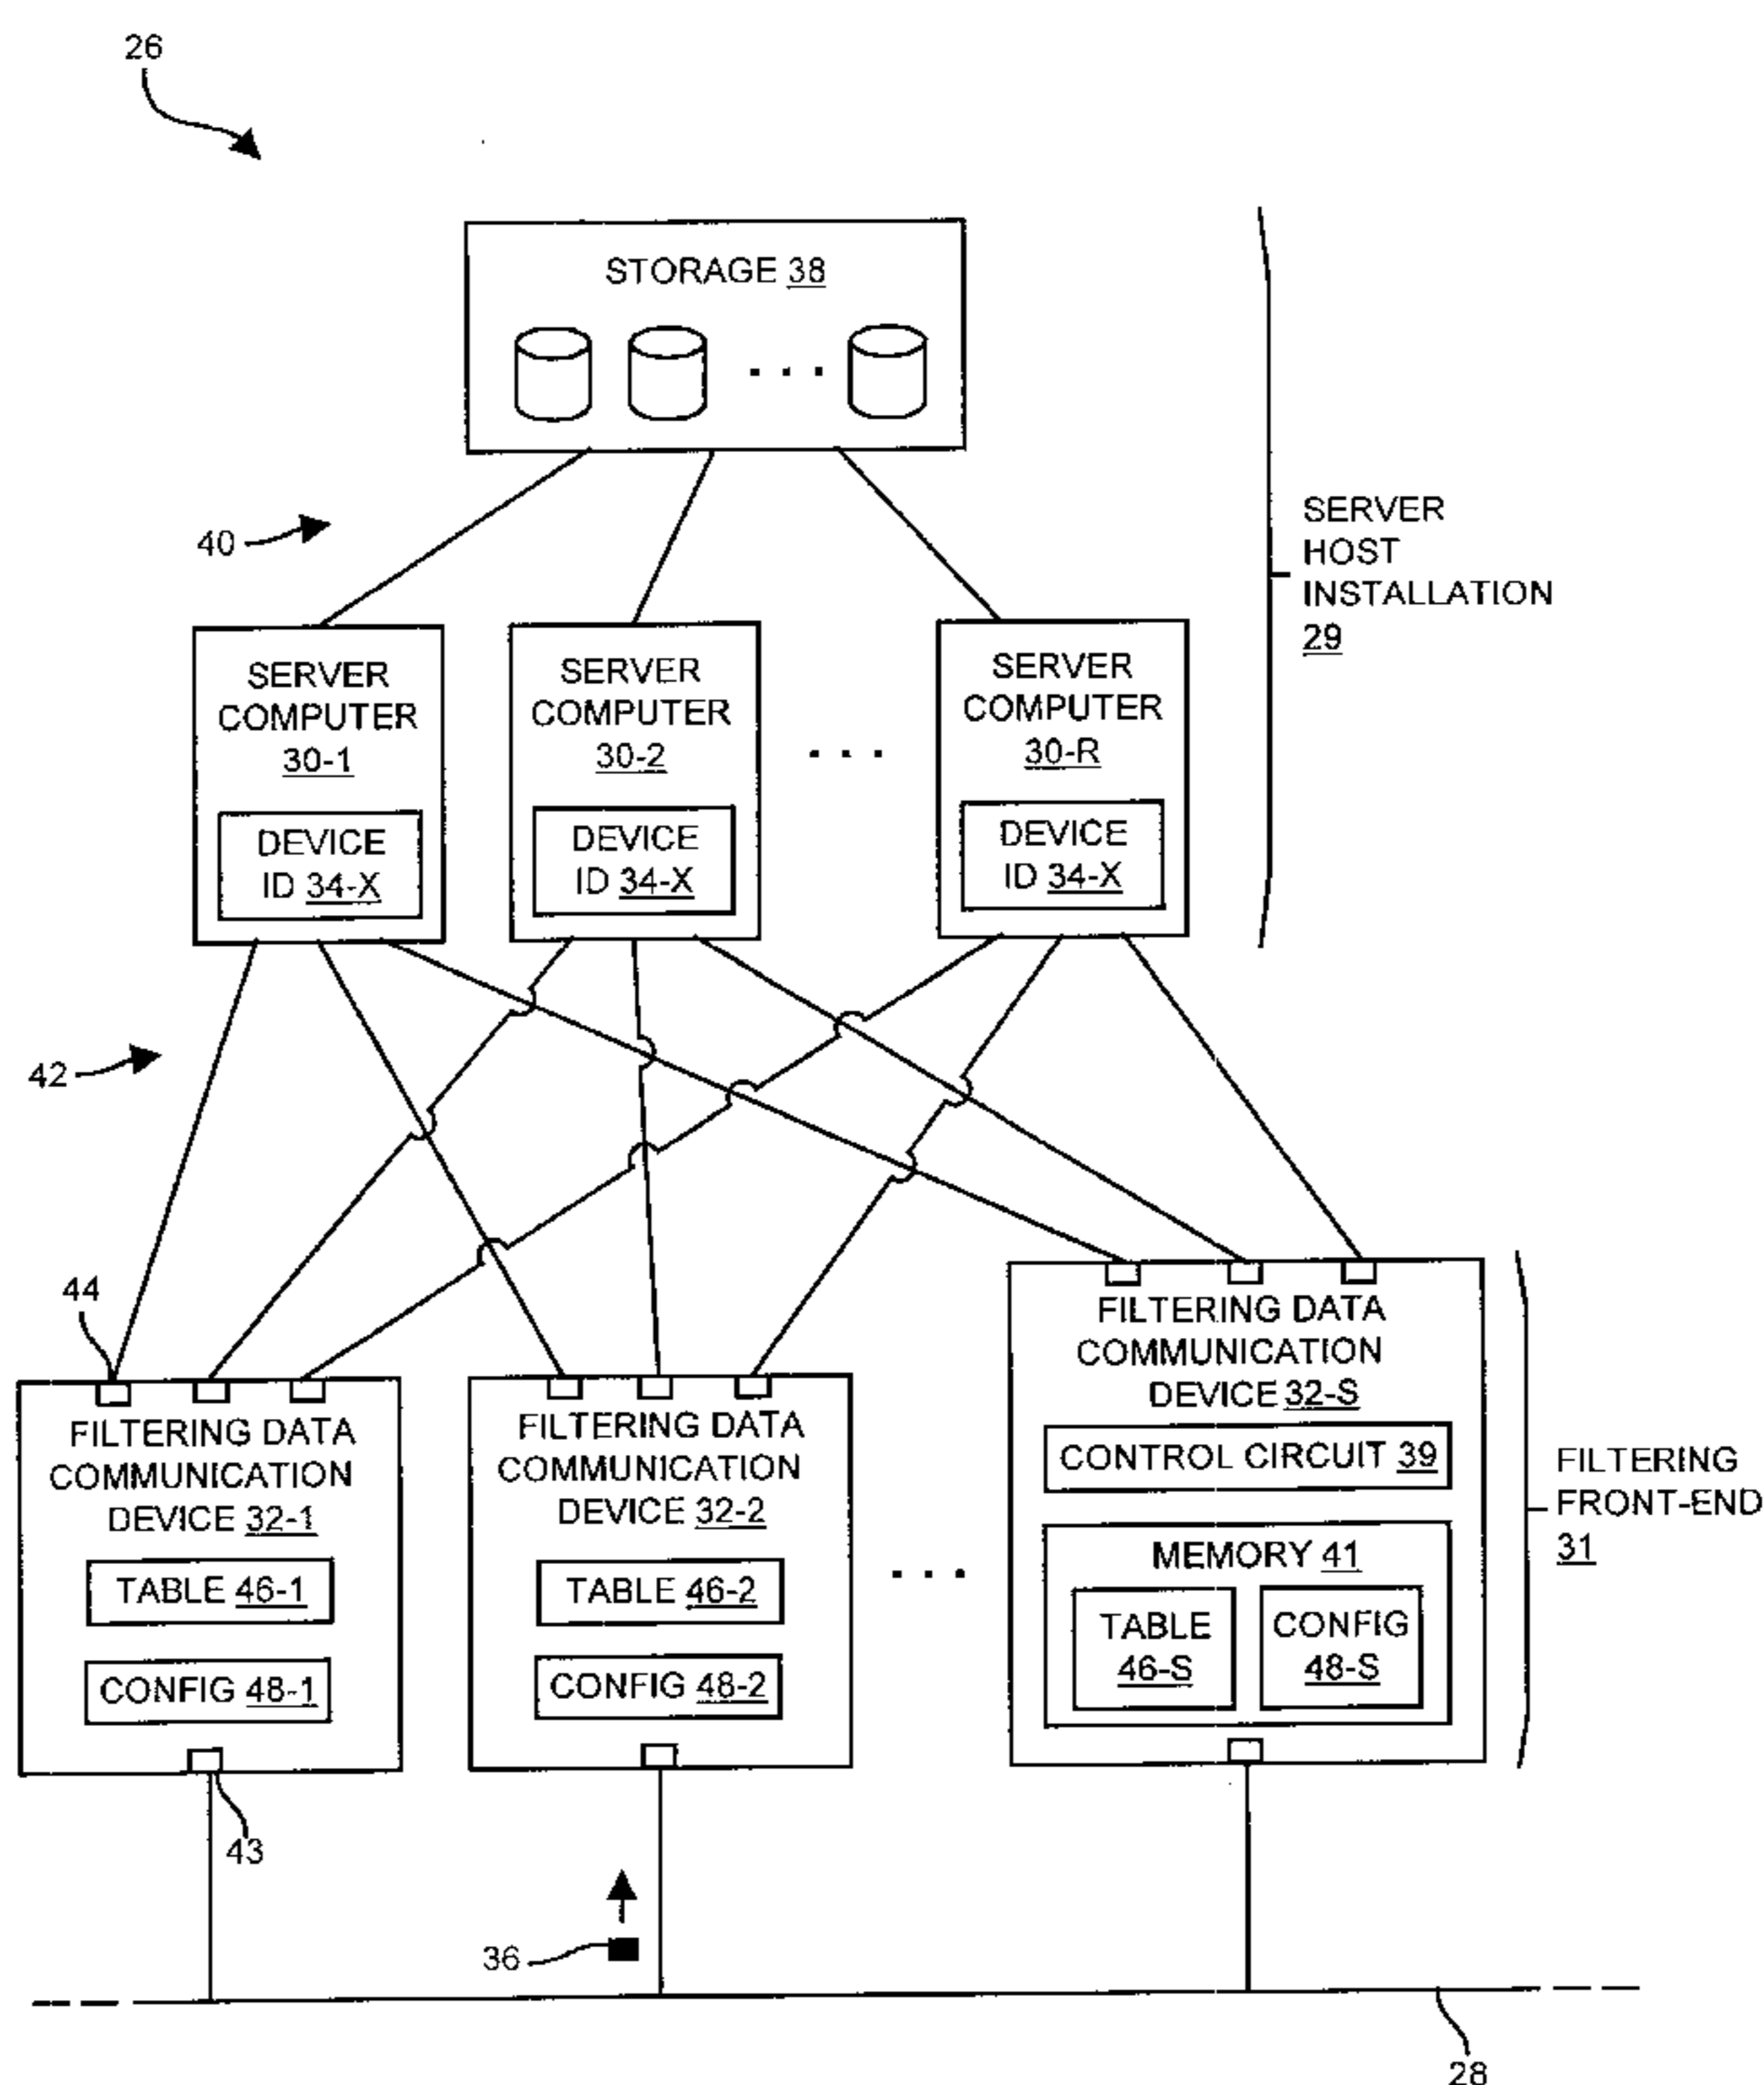 26
STORAGE 38
. . .
40
SERVER
HOST
INSTALLATION
29
SERVER
COMPUTER
30-1
DEVICE
ID 34-X
SERVER
COMPUTER
30-2
DEVICE
ID 34-X
. . .
SERVER
COMPUTER
30-R
DEVICE
ID 34-X
42
44
FILTERING DATA
COMMUNICATION
DEVICE 32-1
TABLE 46-1
CONFIG 48-1
43
FILTERING DATA
COMMUNICATION
DEVICE 32-2
TABLE 46-2
CONFIG 48-2
. . .
FILTERING DATA
COMMUNICATION
DEVICE 32-S
CONTROL CIRCUIT 39
MEMORY 41
TABLE
46-S
CONFIG
48-S
FILTERING
FRONT-END
31
36
28